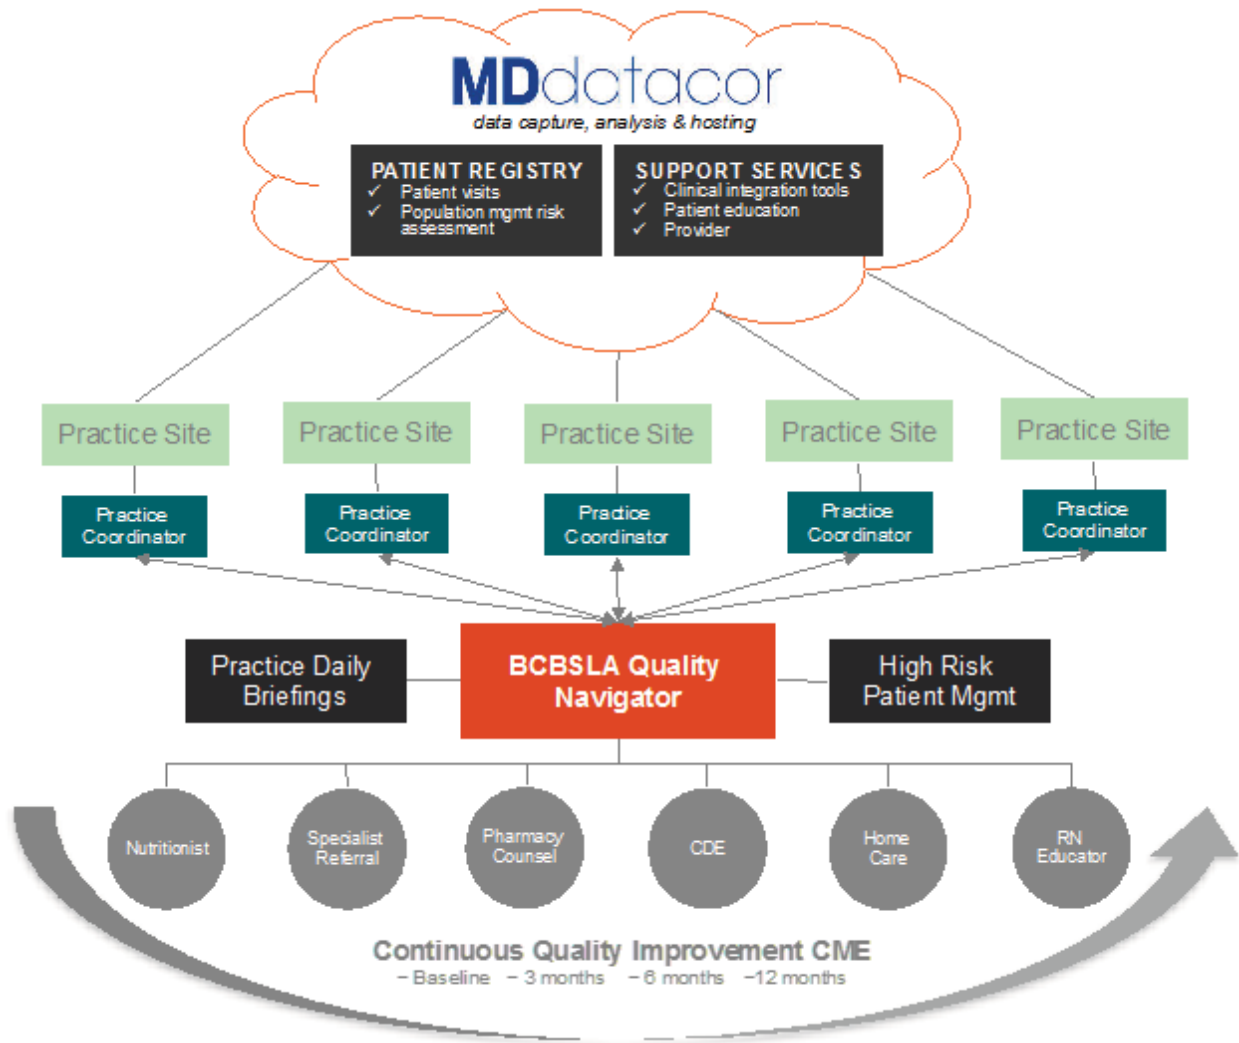 MDdatacor
data capture, analysis & hosting
PATIENT REGISTRY
✓ Patient visits
✓ Population mgmt risk
assessment
SUPPORT SERVICES
✓ Clinical integration tools
✓ Patient education
✓ Provider
Practice Site
Practice Site
Practice Site
Practice Site
Practice Site
Practice
Coordinator
Practice
Coordinator
Practice
Coordinator
Practice
Coordinator
Practice
Coordinator
Practice Daily
Briefings
BCBSLA Quality
Navigator
High Risk
Patient Mgmt
Nutritionist
Specialist
Referral
Pharmacy
Counsel
CDE
Home
Care
RN
Educator
Continuous Quality Improvement CME
– Baseline – 3 months – 6 months –12 months